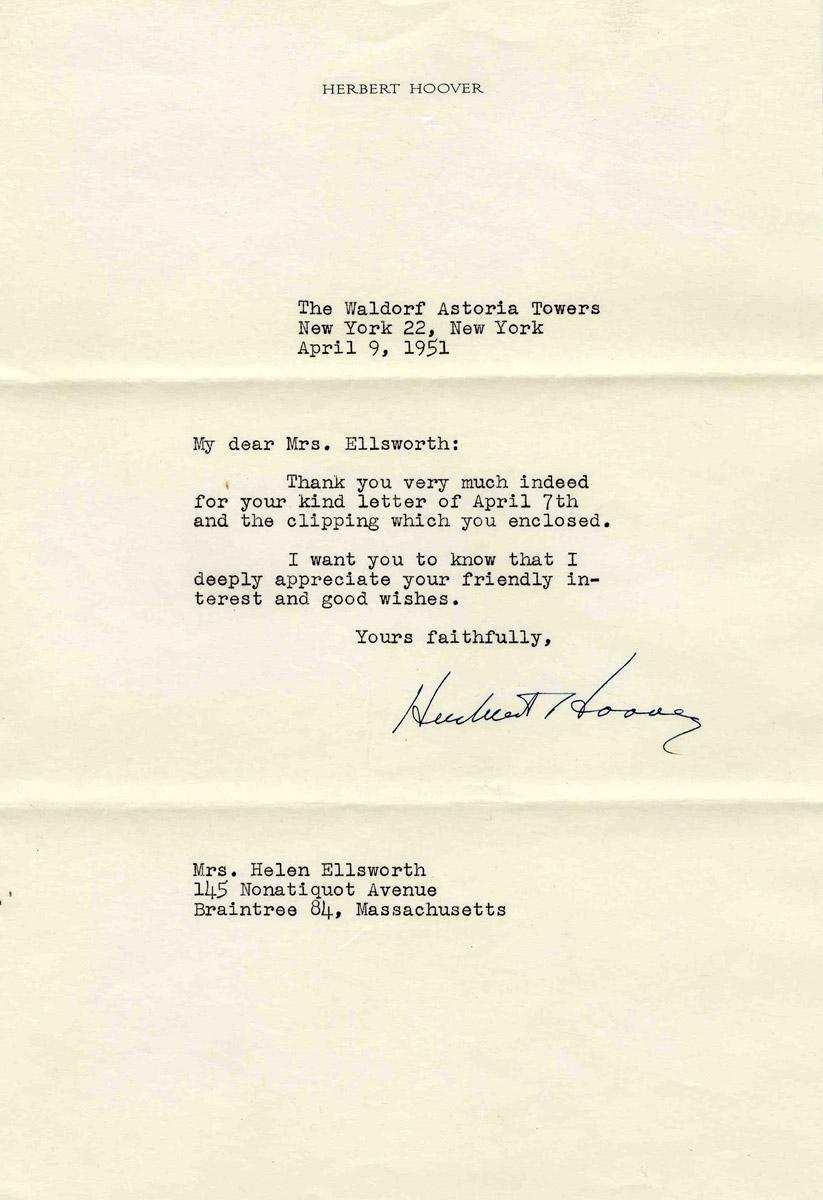 HERBERT HOOVER
The Waldorf Astoria Towers
New York 22, New York
April 9, 1951
My dear Mrs. Ellsworth:
Thank you very much indeed
for your kind letter of April 7th
and the clipping which you enclosed.
I want you to know that I
deeply appreciate your friendly in-
terest and good wishes.
Yours faithfully,
Herbert Hoover
Mrs. Helen Ellsworth
145 Nonatiquot Avenue
Braintree 84, Massachusetts